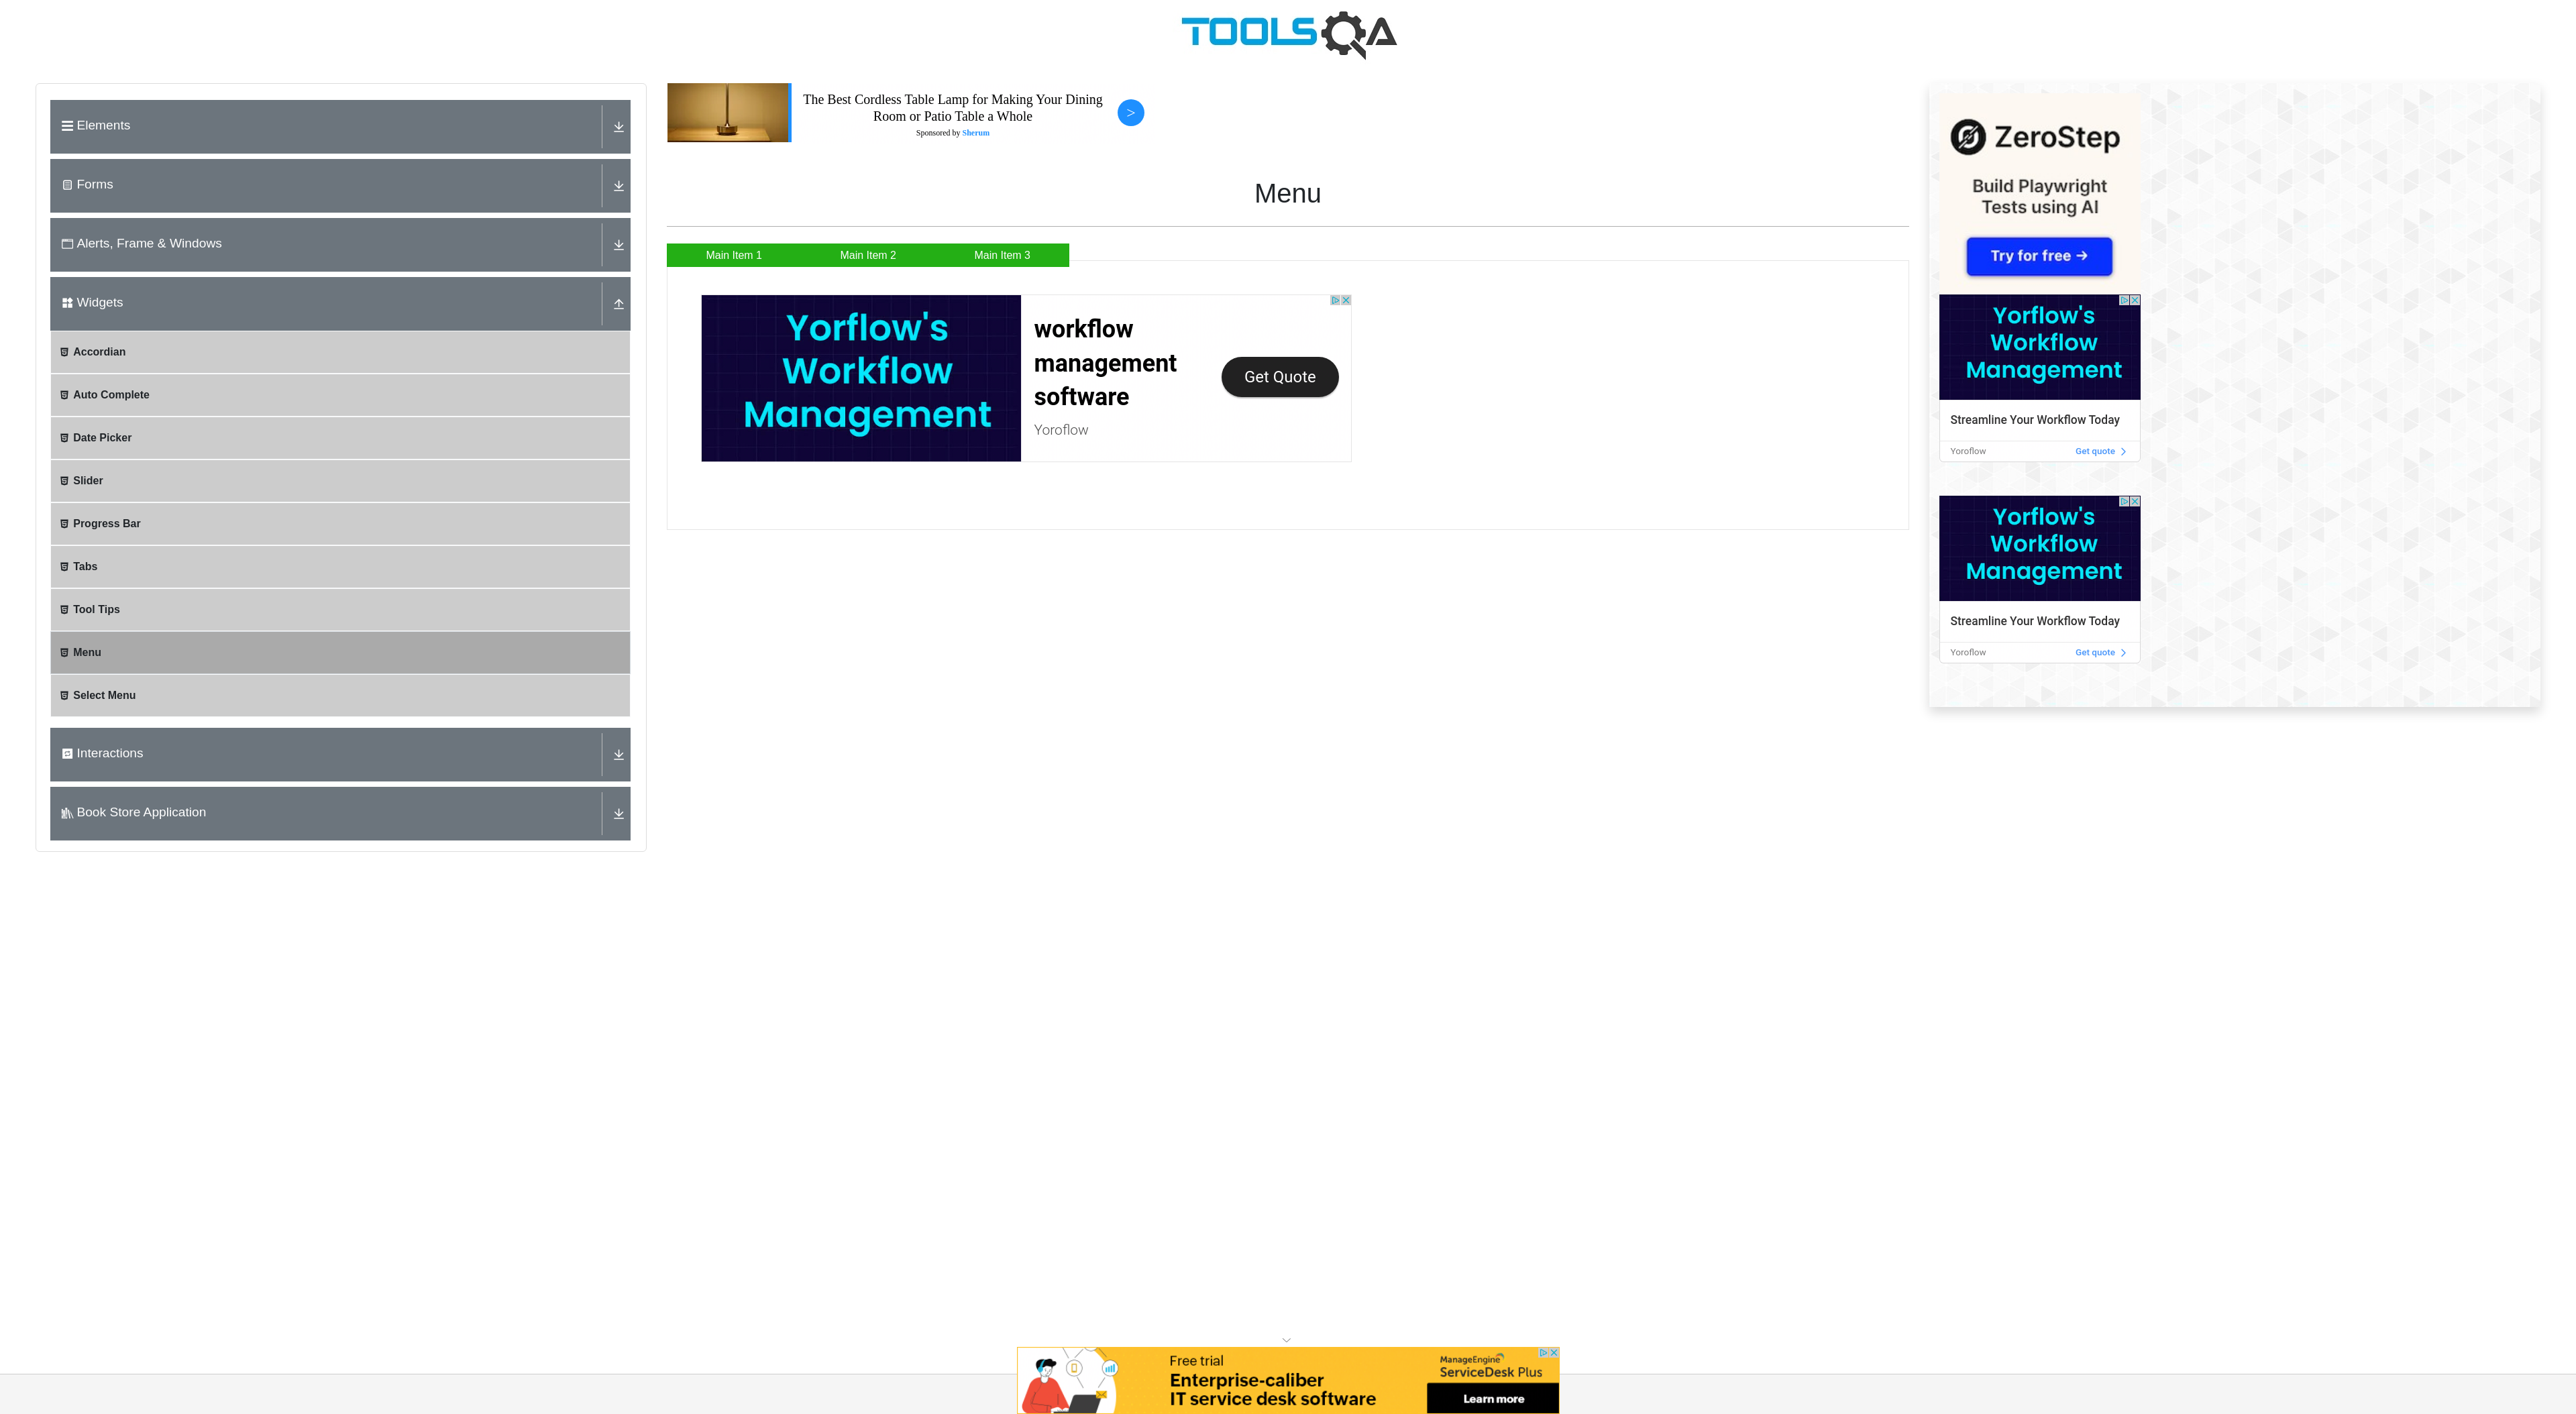 TOOLSQA
Elements
Forms
Alerts, Frame & Windows
Widgets
Accordian
Auto Complete
Date Picker
Slider
Progress Bar
Tabs
Tool Tips
Menu
Select Menu
Interactions
Book Store Application
The Best Cordless Table Lamp for Making Your Dining
Room or Patio Table a Whole
Sponsored by Sherum
>
Menu
Main Item 1 Main Item 2 Main Item 3
Yorflow's
Workflow
Management
workflow
management
software
Yoroflow
Get Quote
ZeroStep
Build Playwright
Tests using AI
Try for free →
Yorflow's
Workflow
Management
Streamline Your Workflow Today
Yoroflow Get quote
Yorflow's
Workflow
Management
Streamline Your Workflow Today
Yoroflow Get quote
Free trial
Enterprise-caliber
IT service desk software
ManageEngine
ServiceDesk Plus
Learn more